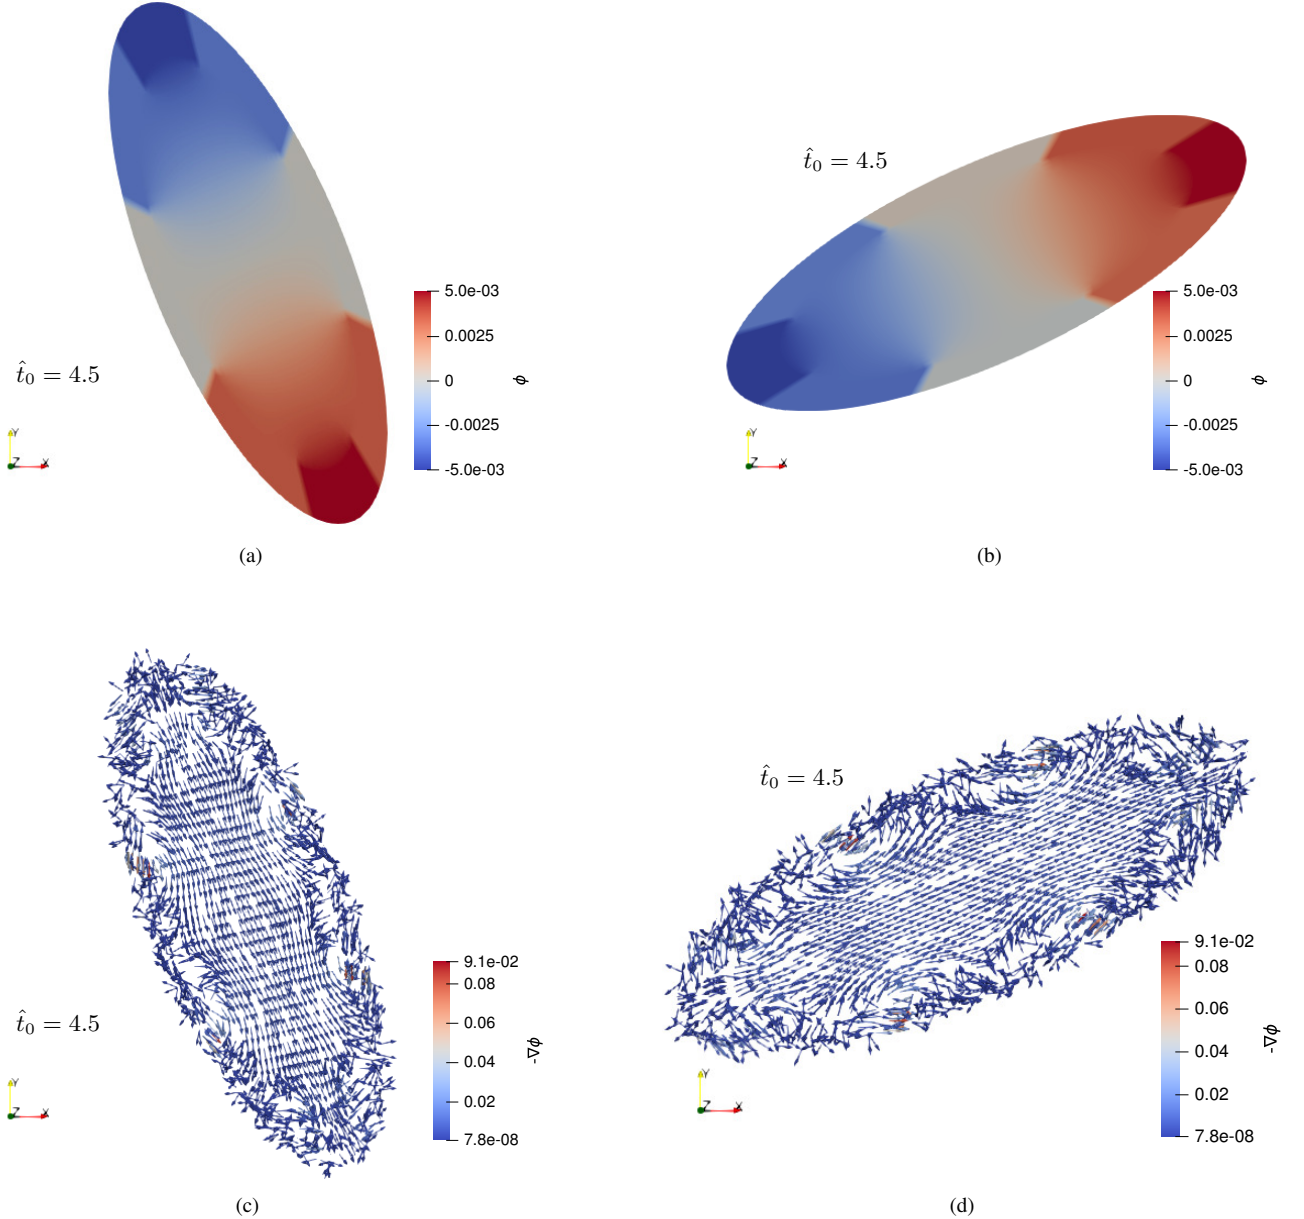 t̂₀ = 4.5
5.0e-03
0.0025
0
-0.0025
-5.0e-03
ϕ
Y
Z X
(a)
t̂₀ = 4.5
5.0e-03
0.0025
0
-0.0025
-5.0e-03
ϕ
Y
Z X
(b)
t̂₀ = 4.5
9.1e-02
0.08
0.06
0.04
0.02
7.8e-08
-∇ϕ
Y
Z X
(c)
t̂₀ = 4.5
9.1e-02
0.08
0.06
0.04
0.02
7.8e-08
-∇ϕ
Y
Z X
(d)